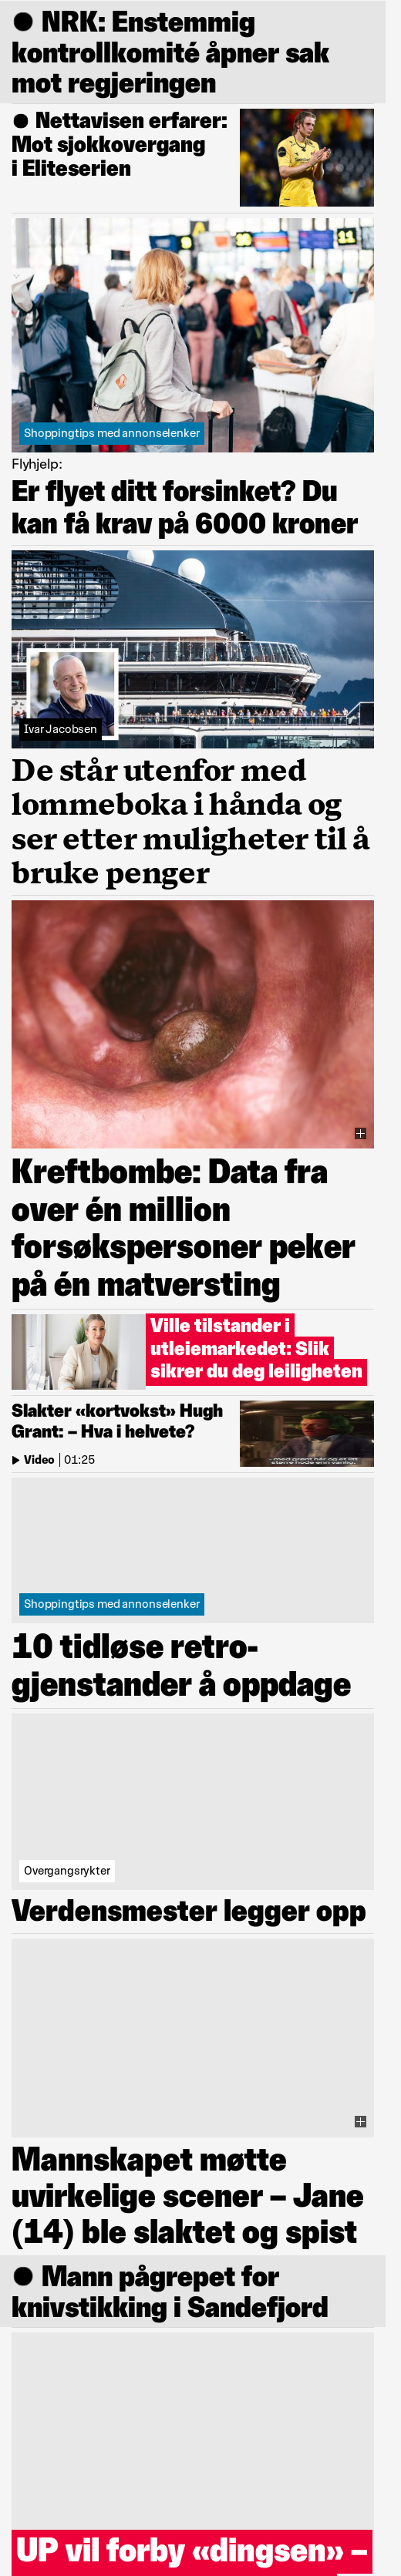 ● NRK: Enstemmig
kontrollkomité åpner sak
mot regjeringen
● Nettavisen erfarer:
Mot sjokkovergang
i Eliteserien
Shoppingtips med annonselenker
Flyhjelp:
Er flyet ditt forsinket? Du
kan få krav på 6000 kroner
Ivar Jacobsen
De står utenfor med
lommeboka i hånda og
ser etter muligheter til å
bruke penger
Kreftbombe: Data fra
over én million
forsøkspersoner peker
på én matversting
Ville tilstander i
utleiemarkedet: Slik
sikrer du deg leiligheten
Slakter «kortvokst» Hugh
Grant: – Hva i helvete?
Video | 01:25
Shoppingtips med annonselenker
10 tidløse retro-
gjenstander å oppdage
Overgangsrykter
Verdensmester legger opp
Mannskapet møtte
uvirkelige scener – Jane
(14) ble slaktet og spist
● Mann pågrepet for
knivstikking i Sandefjord
UP vil forby «dingsen» –